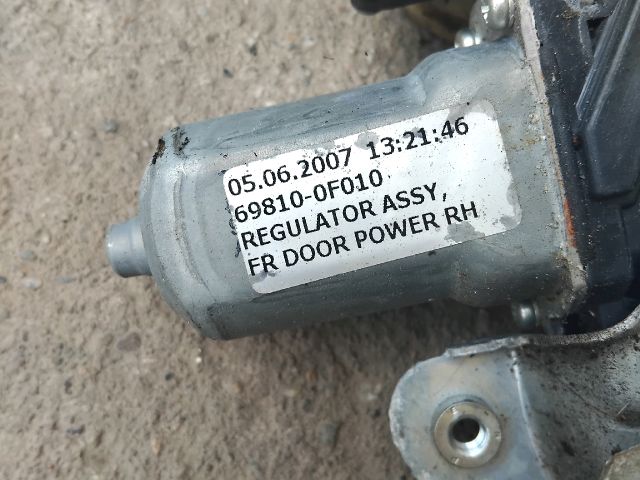 05.06.2007 13:21:46
69810-0F010
REGULATOR ASSY,
FR DOOR POWER RH